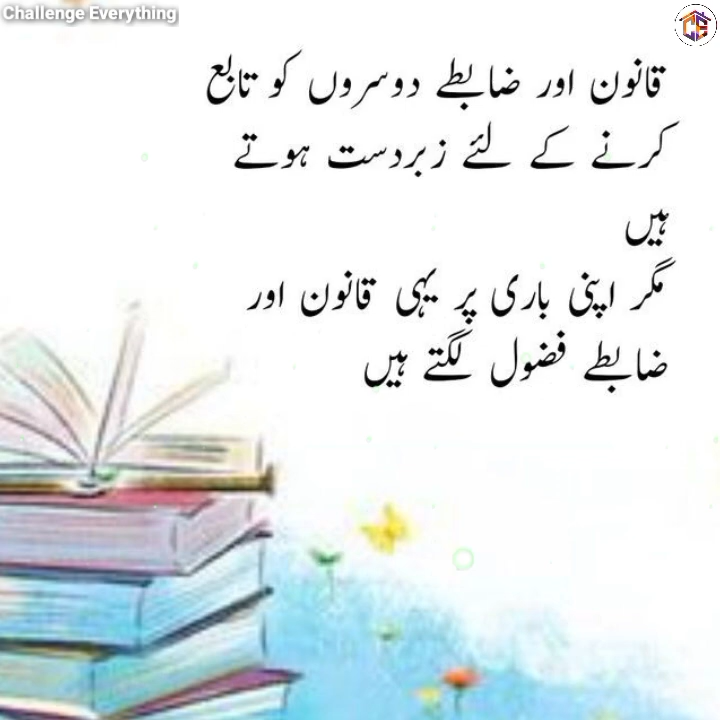 Challenge Everything
قانون اور ضابطے دوسروں کو تابع
کرنے کے لئے زبردست ہوتے
ہیں
مگر اپنی باری پر یہی قانون اور
ضابطے فضول لگتے ہیں